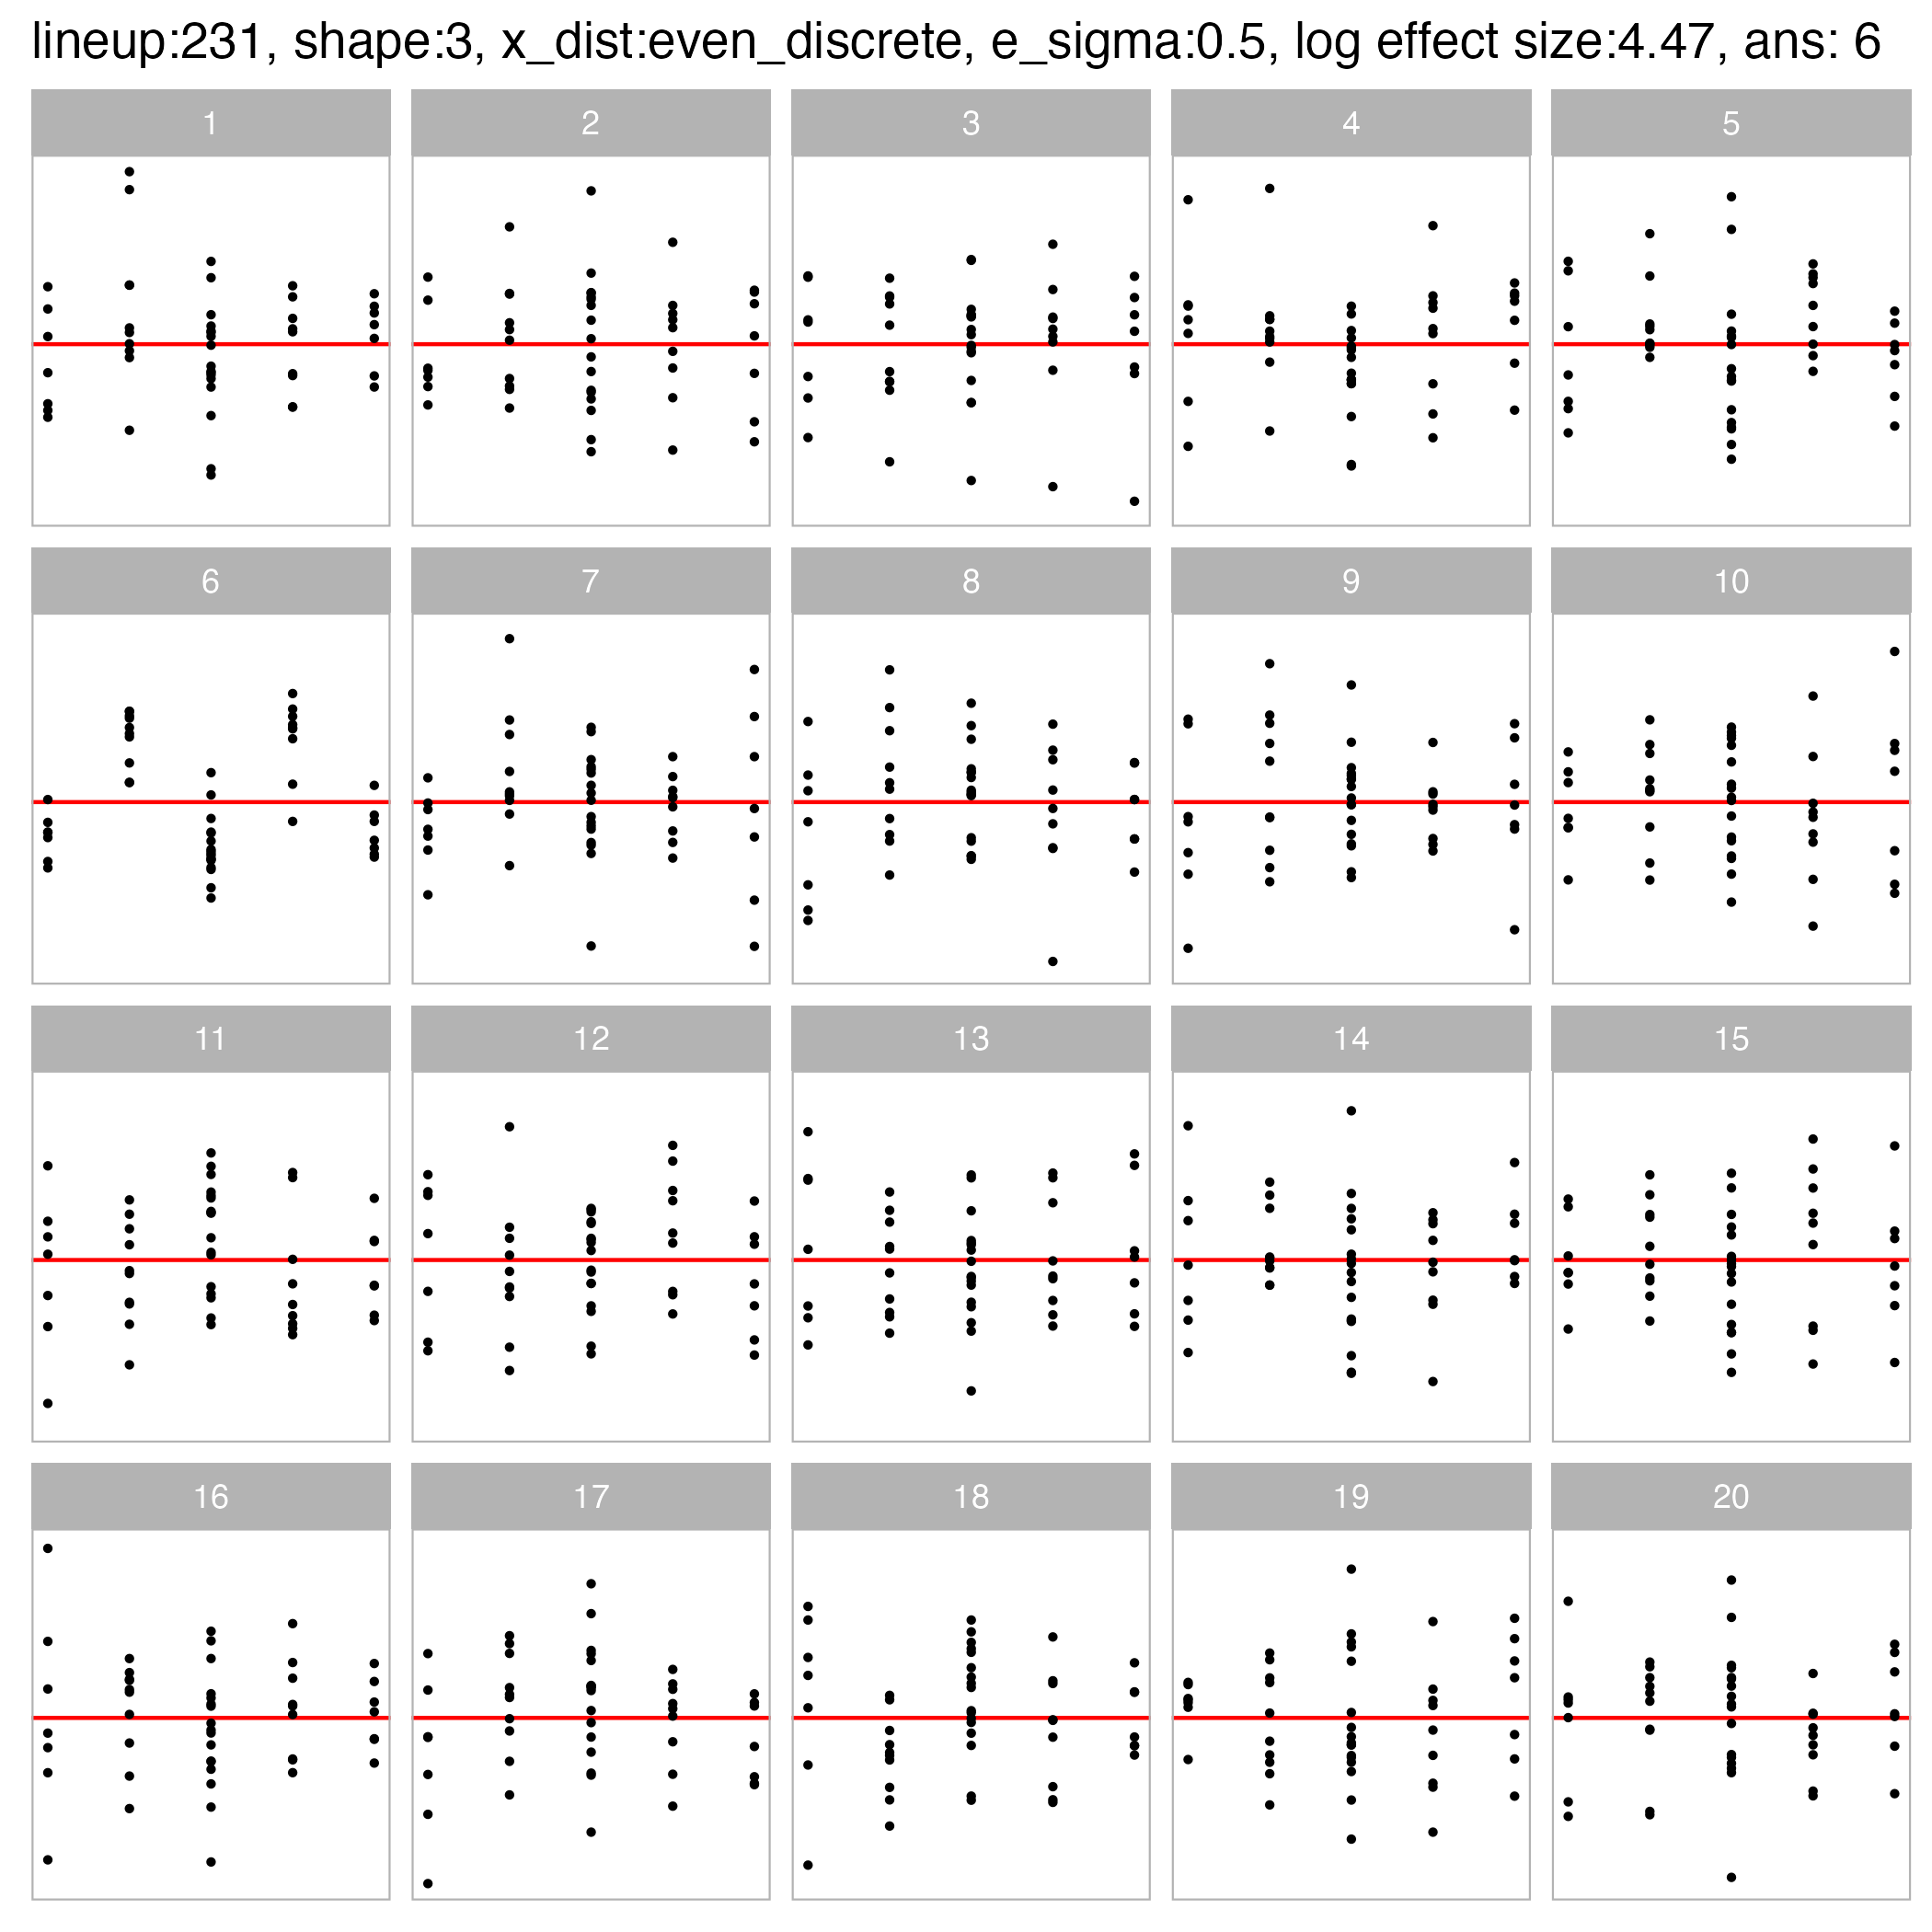 lineup:231, shape:3, x_dist:even_discrete, e_sigma:0.5, log effect size:4.47, ans: 6
1 2 3 4 5
6 7 8 9 10
11 12 13 14 15
16 17 18 19 20